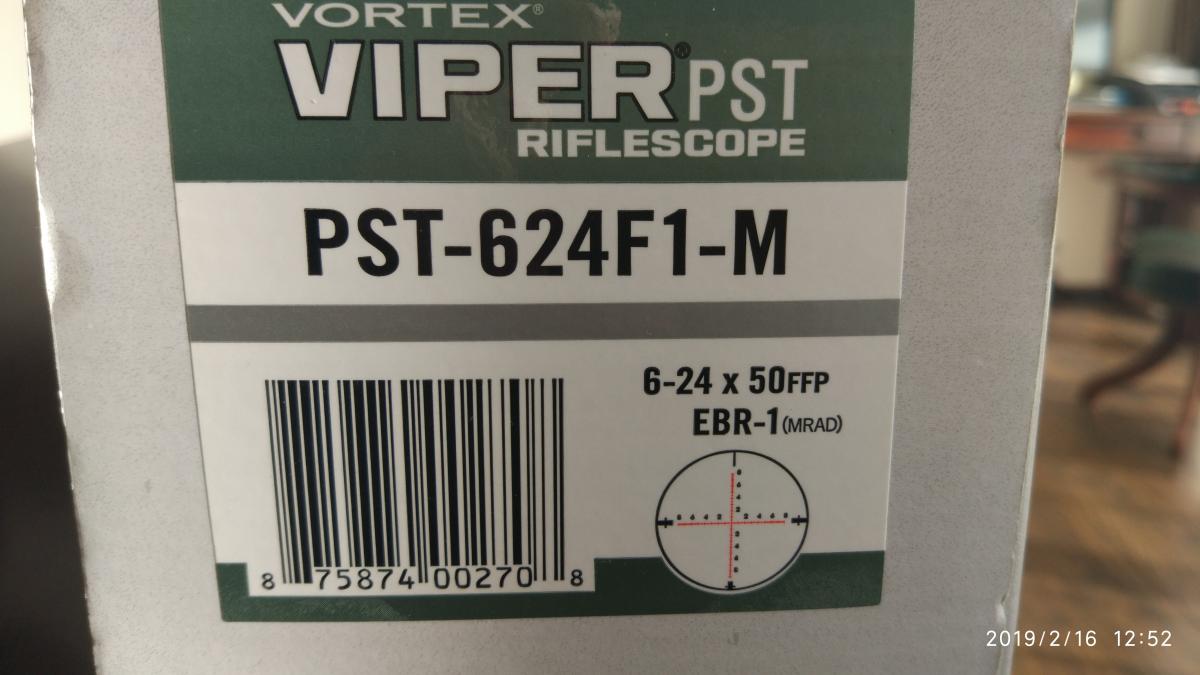 VORTEX®
VIPER® PST
RIFLESCOPE
PST-624F1-M
6-24 x 50FFP
EBR-1(MRAD)
8 75874 00270 8
2019/2/16 12:52